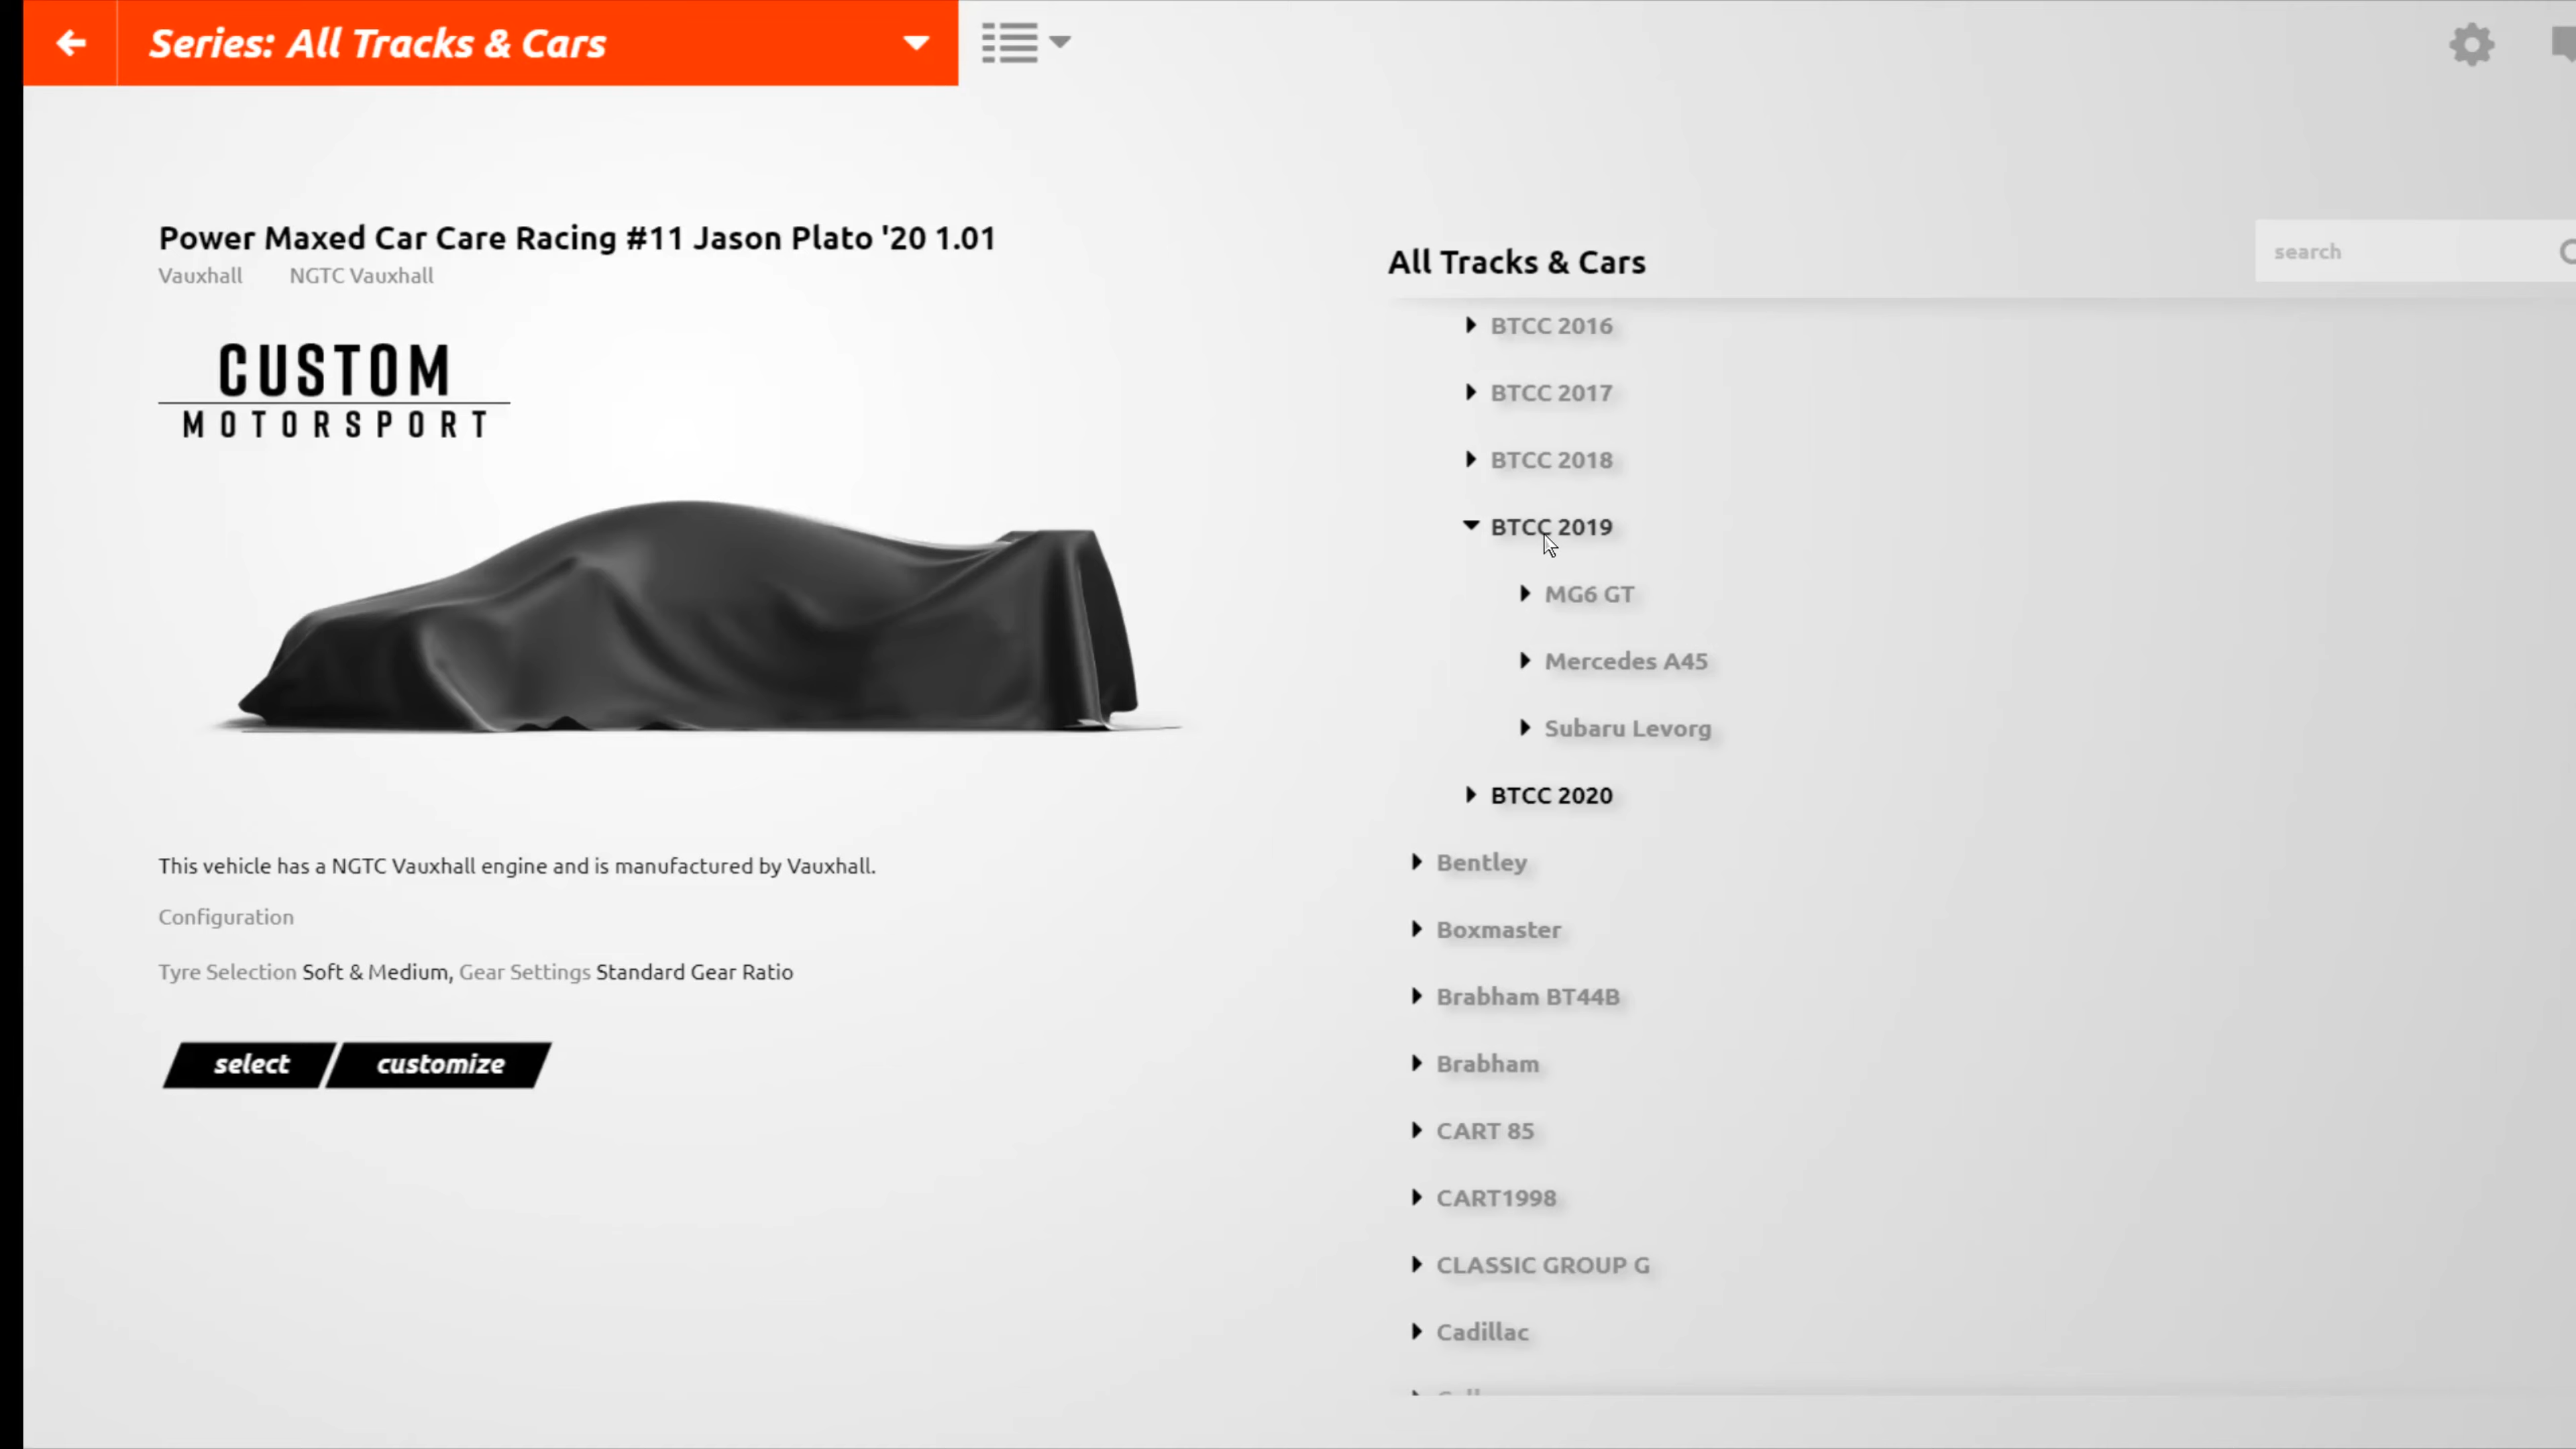 Series: All Tracks & Cars
Power Maxed Car Care Racing #11 Jason Plato '20 1.01
Vauxhall NGTC Vauxhall
CUSTOM
MOTORSPORT
This vehicle has a NGTC Vauxhall engine and is manufactured by Vauxhall.
Configuration
Tyre Selection Soft & Medium, Gear Settings Standard Gear Ratio
select customize
All Tracks & Cars
search
BTCC 2016
BTCC 2017
BTCC 2018
BTCC 2019
MG6 GT
Mercedes A45
Subaru Levorg
BTCC 2020
Bentley
Boxmaster
Brabham BT44B
Brabham
CART 85
CART1998
CLASSIC GROUP G
Cadillac